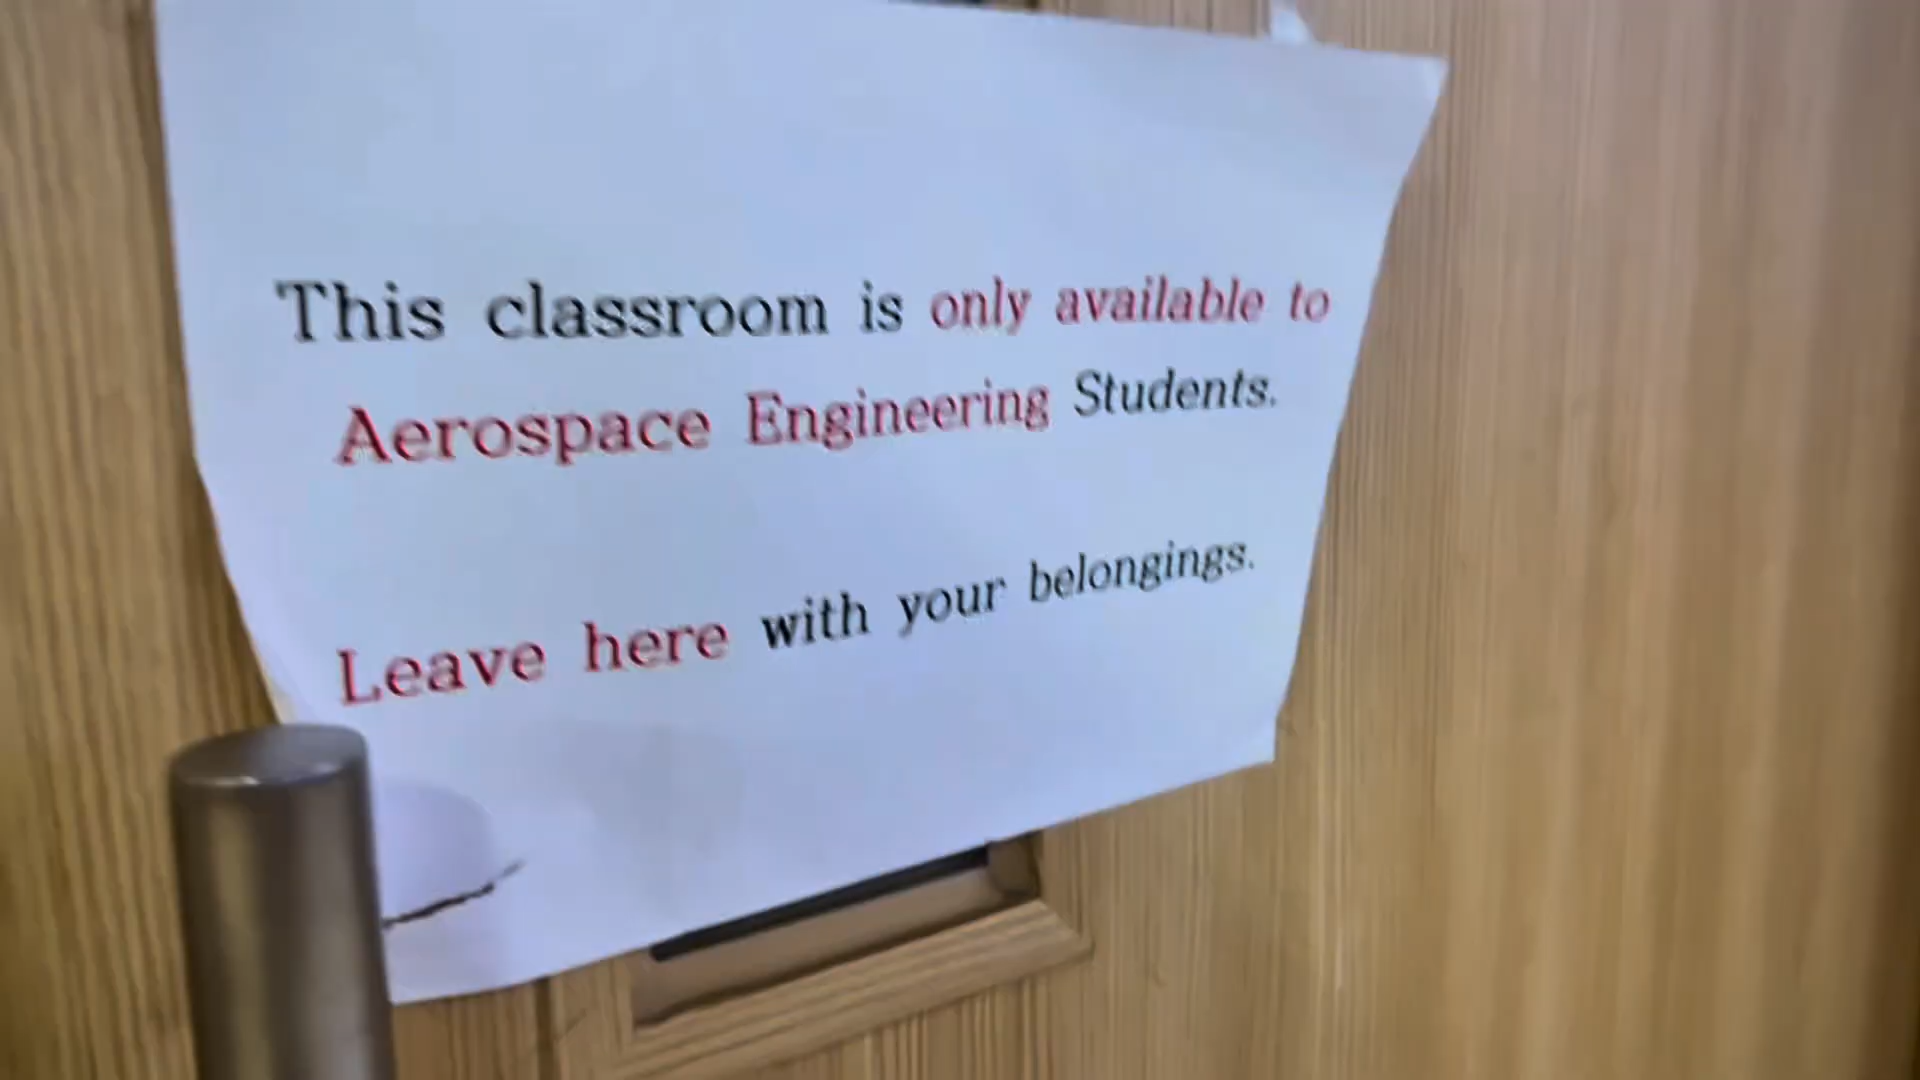 This classroom is only available to
Aerospace Engineering Students.
Leave here with your belongings.